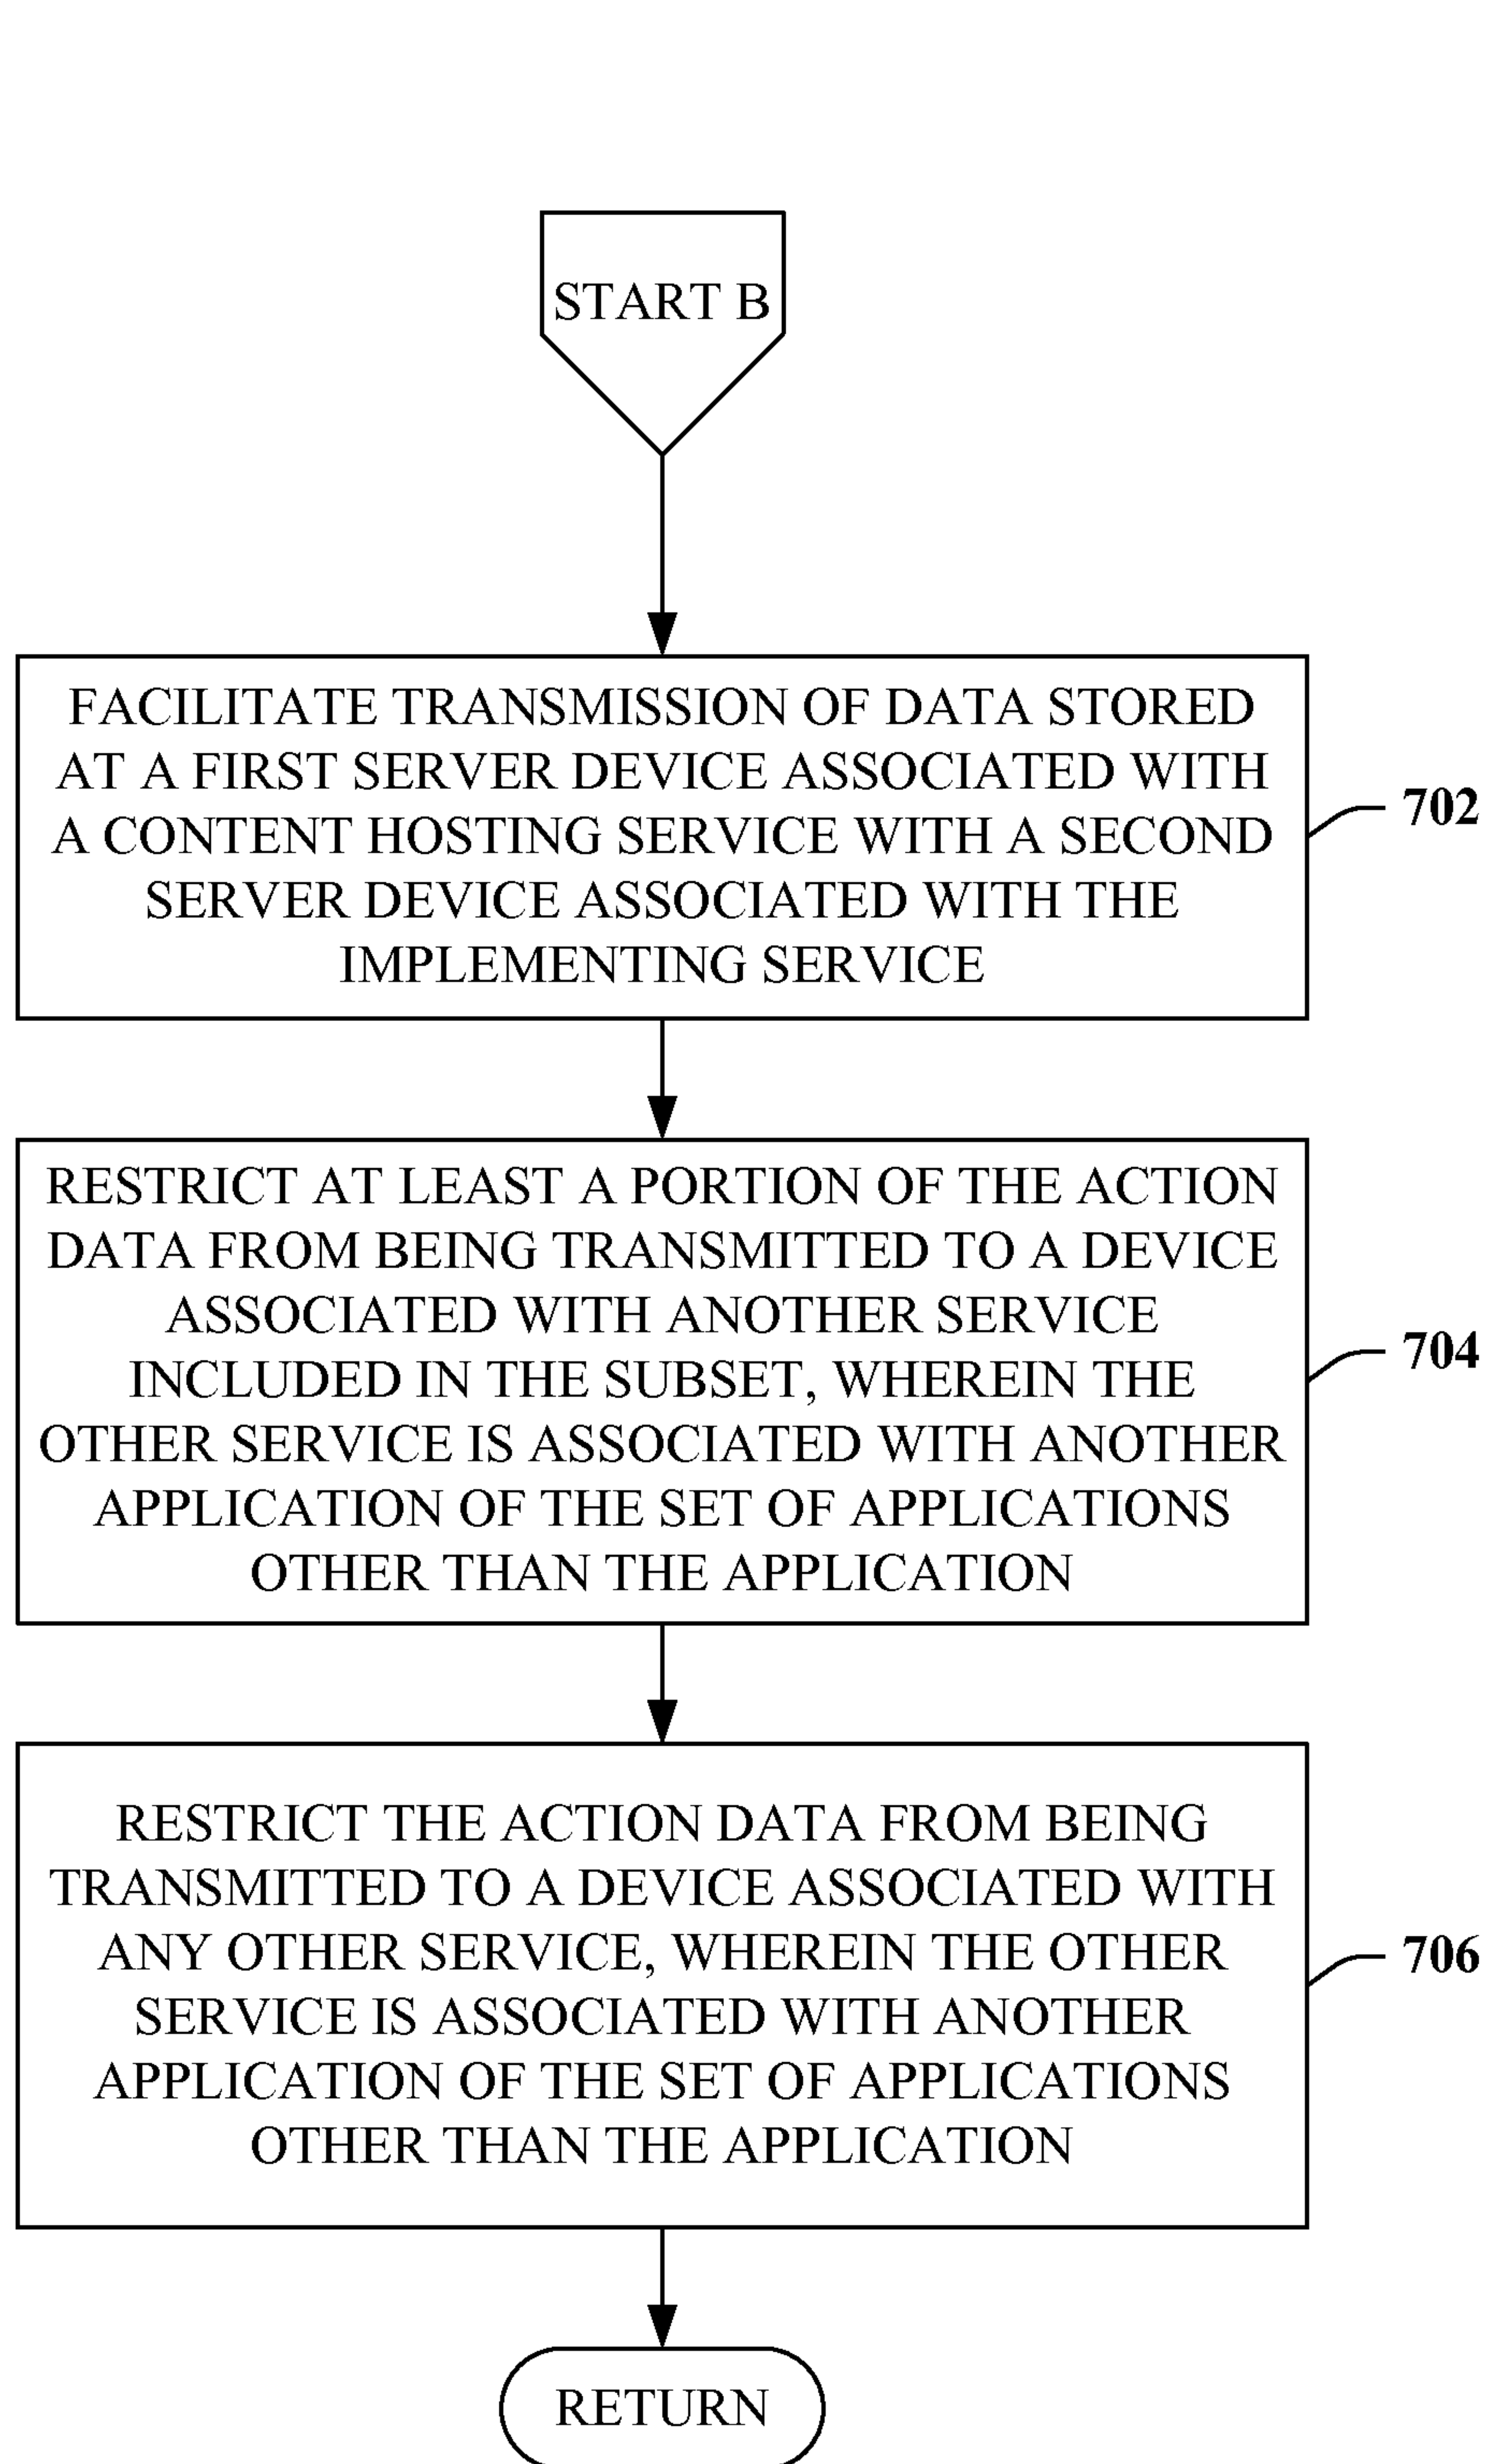 START B
FACILITATE TRANSMISSION OF DATA STORED
AT A FIRST SERVER DEVICE ASSOCIATED WITH
A CONTENT HOSTING SERVICE WITH A SECOND
SERVER DEVICE ASSOCIATED WITH THE
IMPLEMENTING SERVICE
702
RESTRICT AT LEAST A PORTION OF THE ACTION
DATA FROM BEING TRANSMITTED TO A DEVICE
ASSOCIATED WITH ANOTHER SERVICE
INCLUDED IN THE SUBSET, WHEREIN THE
OTHER SERVICE IS ASSOCIATED WITH ANOTHER
APPLICATION OF THE SET OF APPLICATIONS
OTHER THAN THE APPLICATION
704
RESTRICT THE ACTION DATA FROM BEING
TRANSMITTED TO A DEVICE ASSOCIATED WITH
ANY OTHER SERVICE, WHEREIN THE OTHER
SERVICE IS ASSOCIATED WITH ANOTHER
APPLICATION OF THE SET OF APPLICATIONS
OTHER THAN THE APPLICATION
706
RETURN